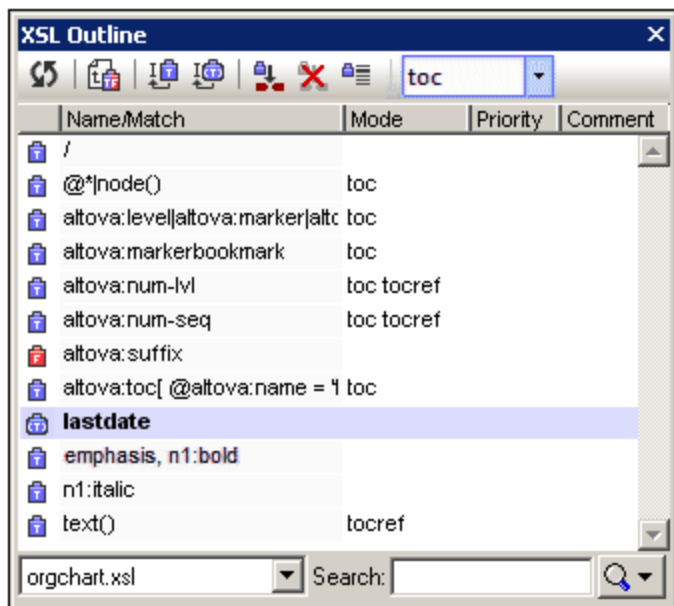 XSL Outline
toc
Name/Match Mode Priority Comment
/
@*|node() toc
altova:level|altova:marker|alto toc
altova:markerbookmark toc
altova:num-lvl toc tocref
altova:num-seq toc tocref
altova:suffix
altova:toc[ @altova:name = toc
lastdate
emphasis, n1:bold
n1:italic
text() tocref
orgchart.xsl Search: